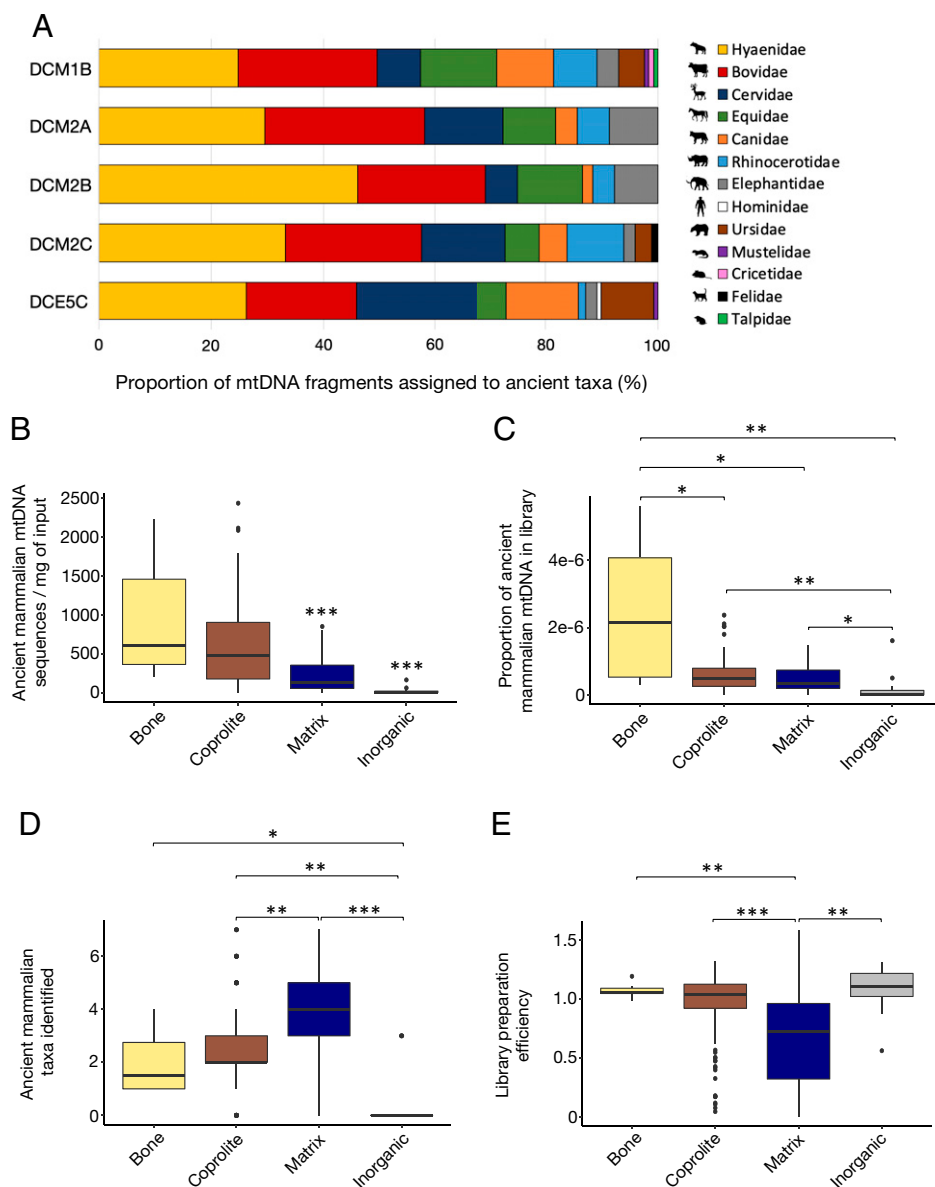 A
DCM1B
DCM2A
DCM2B
DCM2C
DCE5C
0 20 40 60 80 100
Proportion of mtDNA fragments assigned to ancient taxa (%)
Hyaenidae
Bovidae
Cervidae
Equidae
Canidae
Rhinocerotidae
Elephantidae
Hominidae
Ursidae
Mustelidae
Cricetidae
Felidae
Talpidae
B
Ancient mammalian mtDNA
sequences / mg of input
2500
2000
1500
1000
500
0
***
***
Bone Coprolite Matrix Inorganic
C
Proportion of ancient
mammalian mtDNA in library
4e-6
2e-6
0
**
*
*
**
*
Bone Coprolite Matrix Inorganic
D
Ancient mammalian
taxa identified
6
4
2
0
*
**
** ***
Bone Coprolite Matrix Inorganic
E
Library preparation
efficiency
1.5
1.0
0.5
0
**
*** **
Bone Coprolite Matrix Inorganic